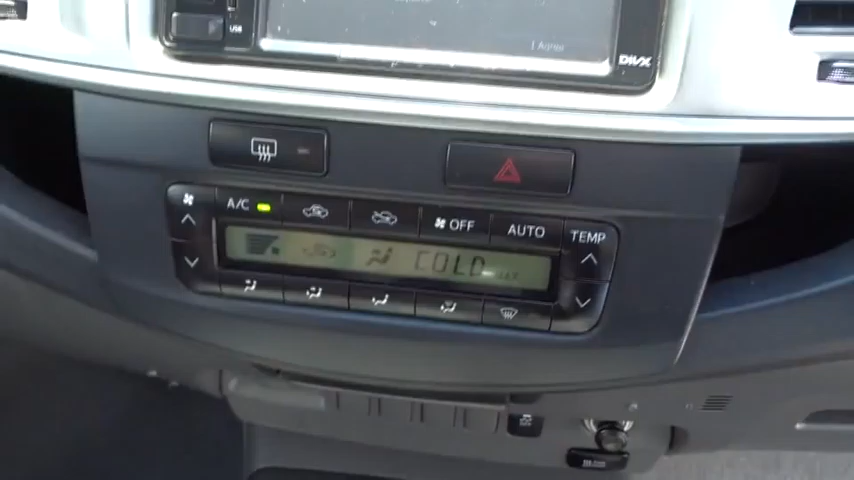 USB
DIVX
A/C
OFF
AUTO
TEMP
COLD